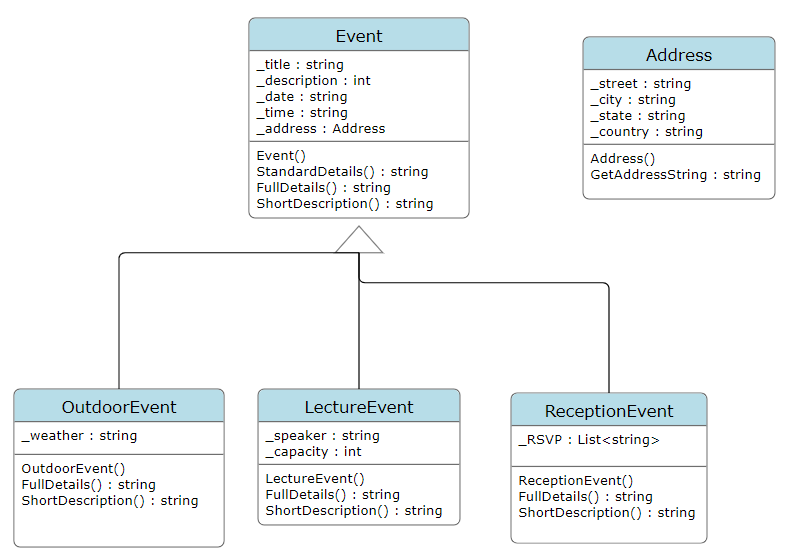 Event
_title : string
_description : int
_date : string
_time : string
_address : Address
Event()
StandardDetails() : string
FullDetails() : string
ShortDescription() : string
Address
_street : string
_city : string
_state : string
_country : string
Address()
GetAddressString : string
OutdoorEvent
_weather : string
OutdoorEvent()
FullDetails() : string
ShortDescription() : string
LectureEvent
_speaker : string
_capacity : int
LectureEvent()
FullDetails() : string
ShortDescription() : string
ReceptionEvent
_RSVP : List<string>
ReceptionEvent()
FullDetails() : string
ShortDescription() : string